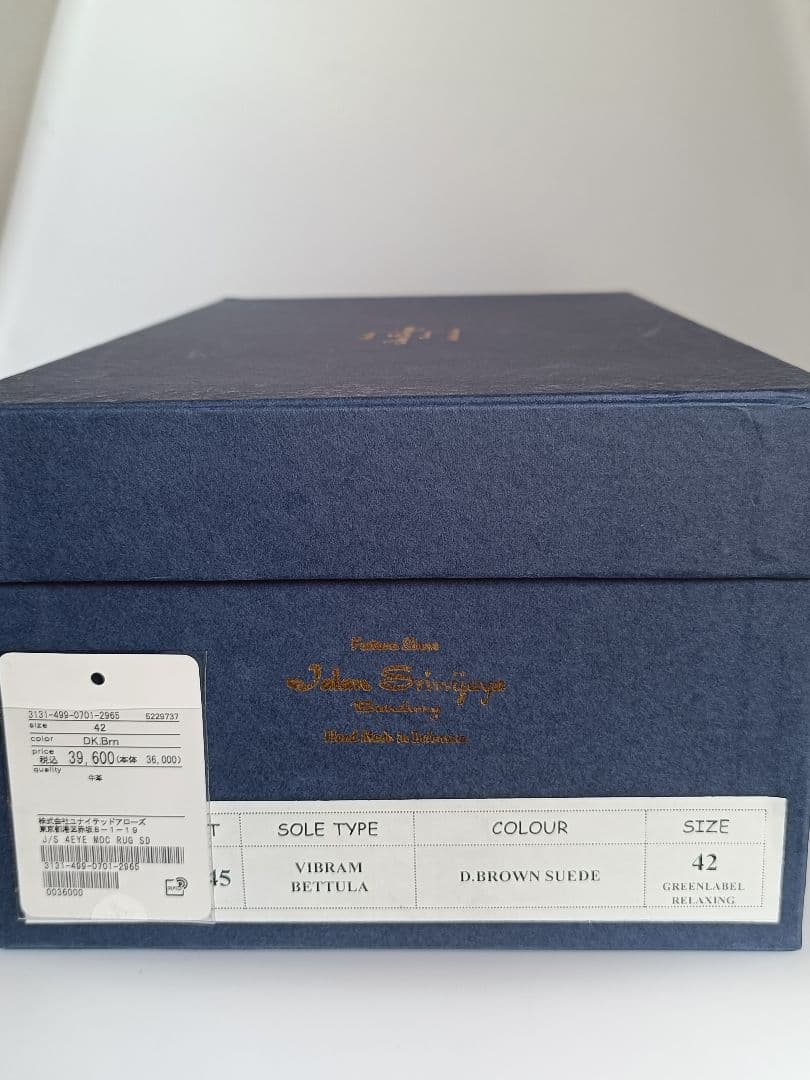 Jalan Sriwijaya
Bandung
Hand Made in Indonesia
3131-499-0701-2965 5229737
size 42
color DK.Brn
price 税込 39,600(本体 36,000)
quality
牛革
株式会社ユナイテッドアローズ
東京都港区赤坂8-1-19
J/S 4EYE MOC RUG SD
3131-499-0701-2965
0036000
T SOLE TYPE COLOUR SIZE
45 VIBRAM BETTULA D.BROWN SUEDE 42
GREENLABEL
RELAXING